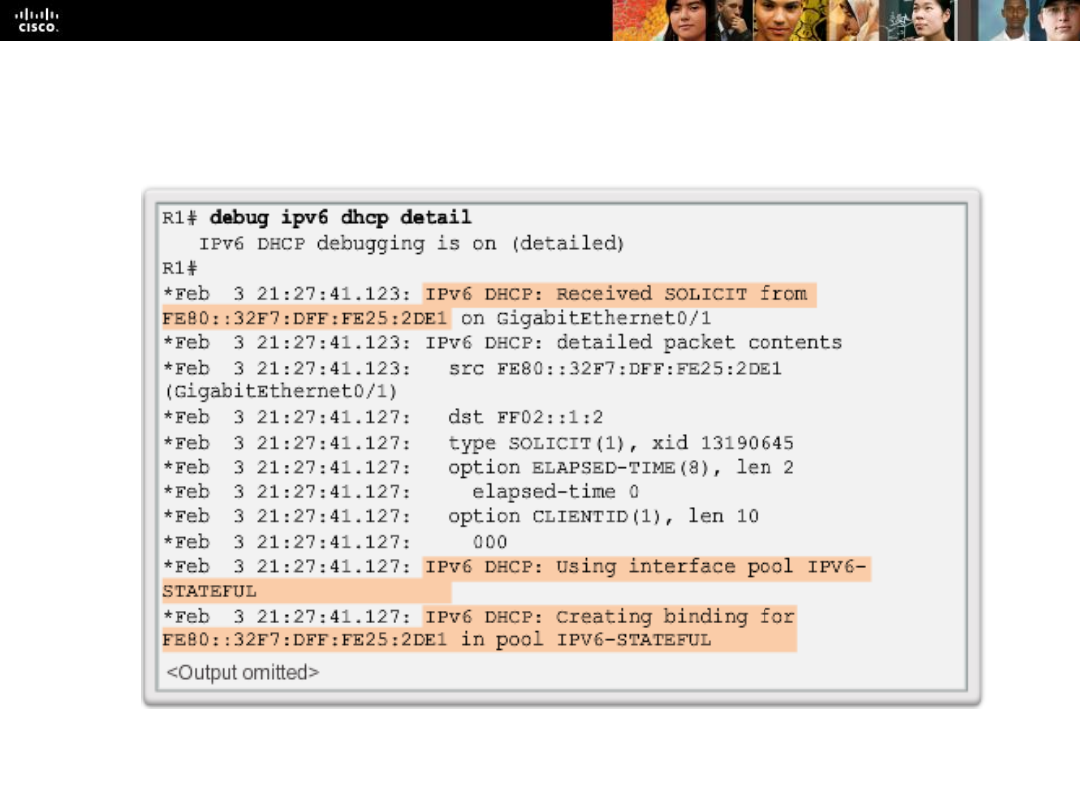 CISCO.
R1# debug ipv6 dhcp detail
IPv6 DHCP debugging is on (detailed)
R1#
*Feb 3 21:27:41.123: IPv6 DHCP: Received SOLICIT from
FE80::32F7:DFF:FE25:2DE1 on GigabitEthernet0/1
*Feb 3 21:27:41.123: IPv6 DHCP: detailed packet contents
*Feb 3 21:27:41.123: src FE80::32F7:DFF:FE25:2DE1
(GigabitEthernet0/1)
*Feb 3 21:27:41.127: dst FF02::1:2
*Feb 3 21:27:41.127: type SOLICIT(1), xid 13190645
*Feb 3 21:27:41.127: option ELAPSED-TIME(8), len 2
*Feb 3 21:27:41.127: elapsed-time 0
*Feb 3 21:27:41.127: option CLIENTID(1), len 10
*Feb 3 21:27:41.127: 000
*Feb 3 21:27:41.127: IPv6 DHCP: Using interface pool IPV6-
STATEFUL
*Feb 3 21:27:41.127: IPv6 DHCP: Creating binding for
FE80::32F7:DFF:FE25:2DE1 in pool IPV6-STATEFUL
<Output omitted>